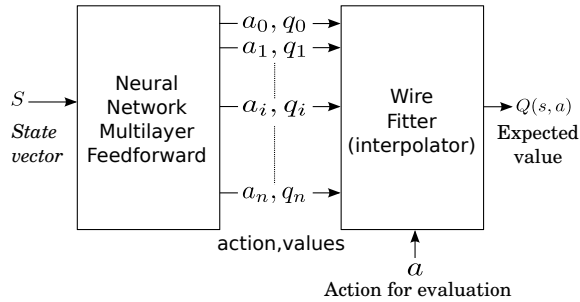 S
State
vector
Neural
Network
Multilayer
Feedforward
a₀, q₀
a₁, q₁
aᵢ, qᵢ
aₙ, qₙ
action,values
Wire
Fitter
(interpolator)
Q(s, a)
Expected
value
a
Action for evaluation